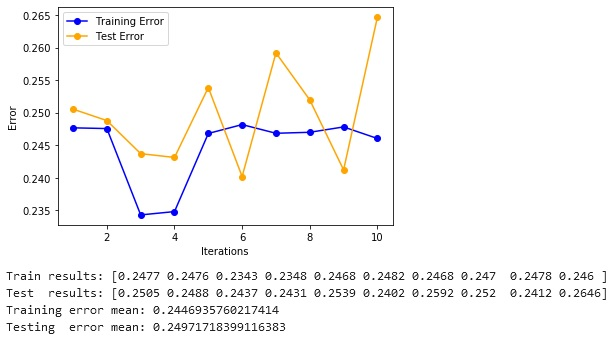 Training Error
Test Error
0.265
0.260
0.255
0.250
0.245
0.240
0.235
Error
2 4 6 8 10
Iterations
Train results: [0.2477 0.2476 0.2343 0.2348 0.2468 0.2482 0.2468 0.247  0.2478 0.246 ]
Test  results: [0.2505 0.2488 0.2437 0.2431 0.2539 0.2402 0.2592 0.252  0.2412 0.2646]
Training error mean: 0.2446935760217414
Testing  error mean: 0.24971718399116383